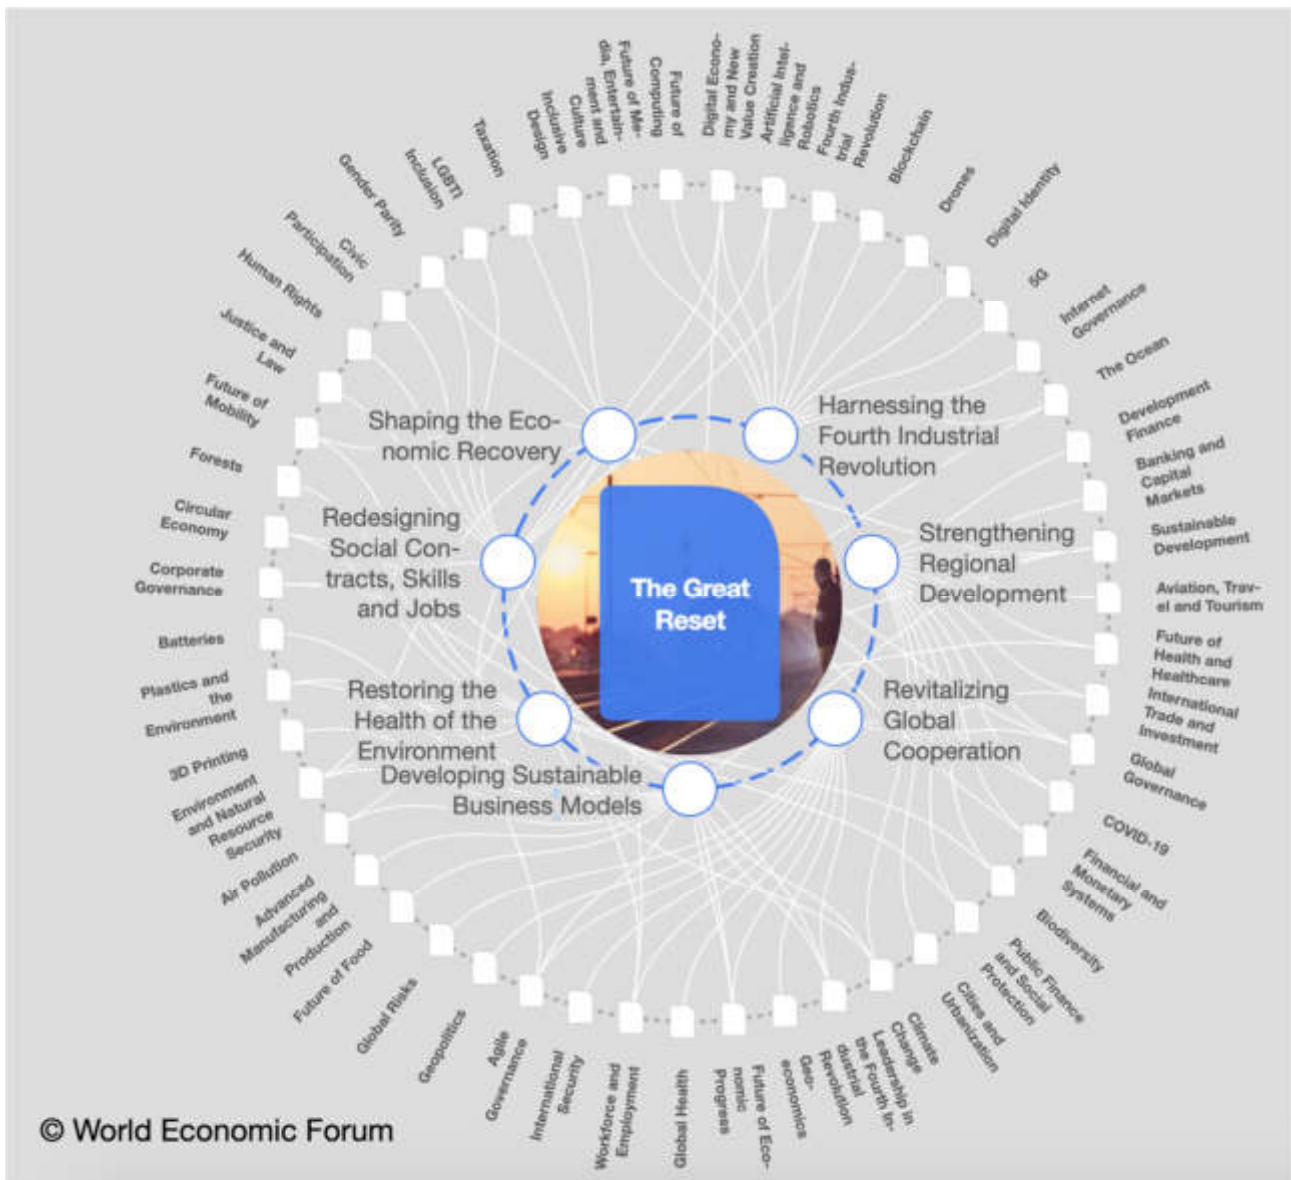 The Great
Reset
Shaping the Eco-
nomic Recovery
Harnessing the
Fourth Industrial
Revolution
Strengthening
Regional
Development
Revitalizing
Global
Cooperation
Developing Sustainable
Business Models
Restoring the
Health of the
Environment
Redesigning
Social Con-
tracts, Skills
and Jobs
Digital Econo-
my and New
Value Creation
Artificial Intel-
ligence and
Robotics
Fourth Indus-
trial
Revolution
Blockchain
Drones
Digital Identity
5G
Internet
Governance
The Ocean
Development
Finance
Banking and
Capital
Markets
Sustainable
Development
Aviation, Trav-
el and Tourism
Future of
Health and
Healthcare
International
Trade and
Investment
Global
Governance
COVID-19
Financial and
Monetary
Systems
Biodiversity
Public Finance
and Social
Protection
Cities and
Urbanization
Climate
Change
Leadership in
the Fourth In-
dustrial
Revolution
Geo-
economics
Future of Eco-
nomic
Progress
Global Health
Workforce and
Employment
International
Security
Agile
Governance
Geopolitics
Global Risks
Future of Food
Advanced
Manufacturing
and
Production
Air Pollution
Environment
and Natural
Resource
Security
3D Printing
Plastics and
the
Environment
Batteries
Corporate
Governance
Circular
Economy
Forests
Future of
Mobility
Justice and
Law
Human Rights
Civic
Participation
Gender Parity
LGBTI
Inclusion
Taxation
Inclusive
Design
Future of Me-
dia, Entertain-
ment and
Culture
Future of
Computing
© World Economic Forum